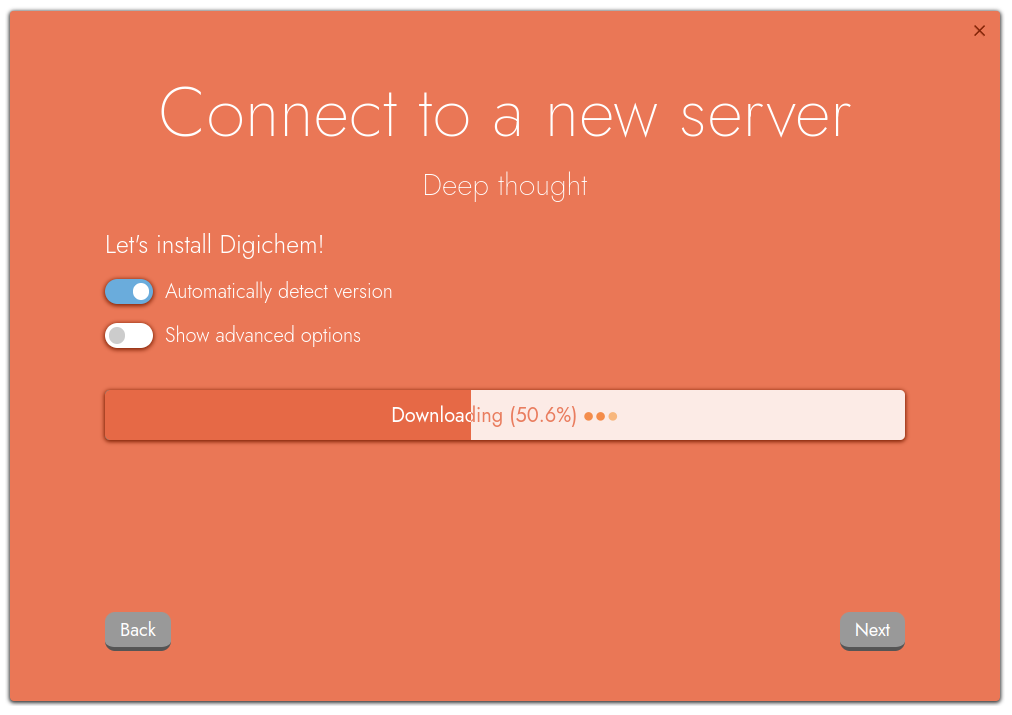 Connect to a new server
Deep thought
Let's install Digichem!
Automatically detect version
Show advanced options
Downloading (50.6%)
Back
Next